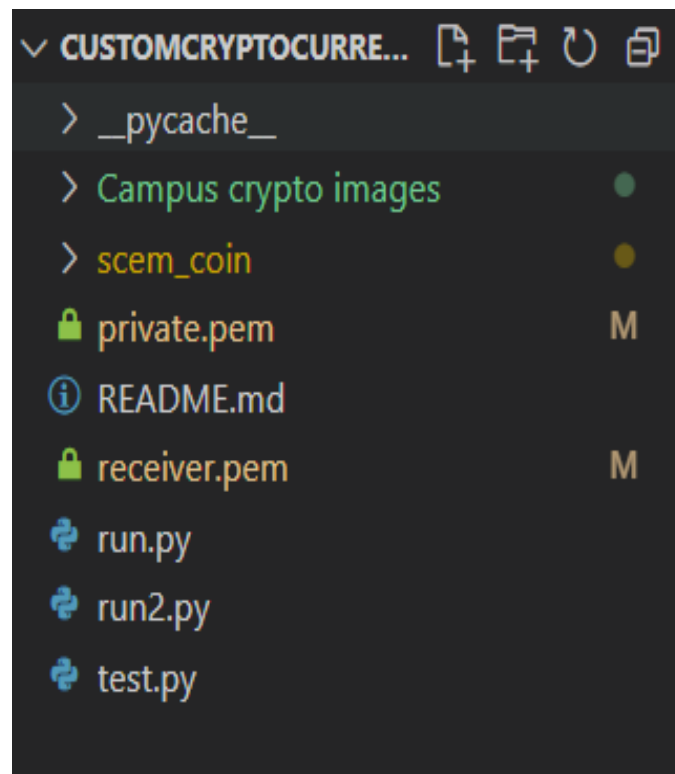 CUSTOMCRYPTOCURRE...
__pycache__
Campus crypto images
scem_coin
private.pem M
README.md
receiver.pem M
run.py
run2.py
test.py